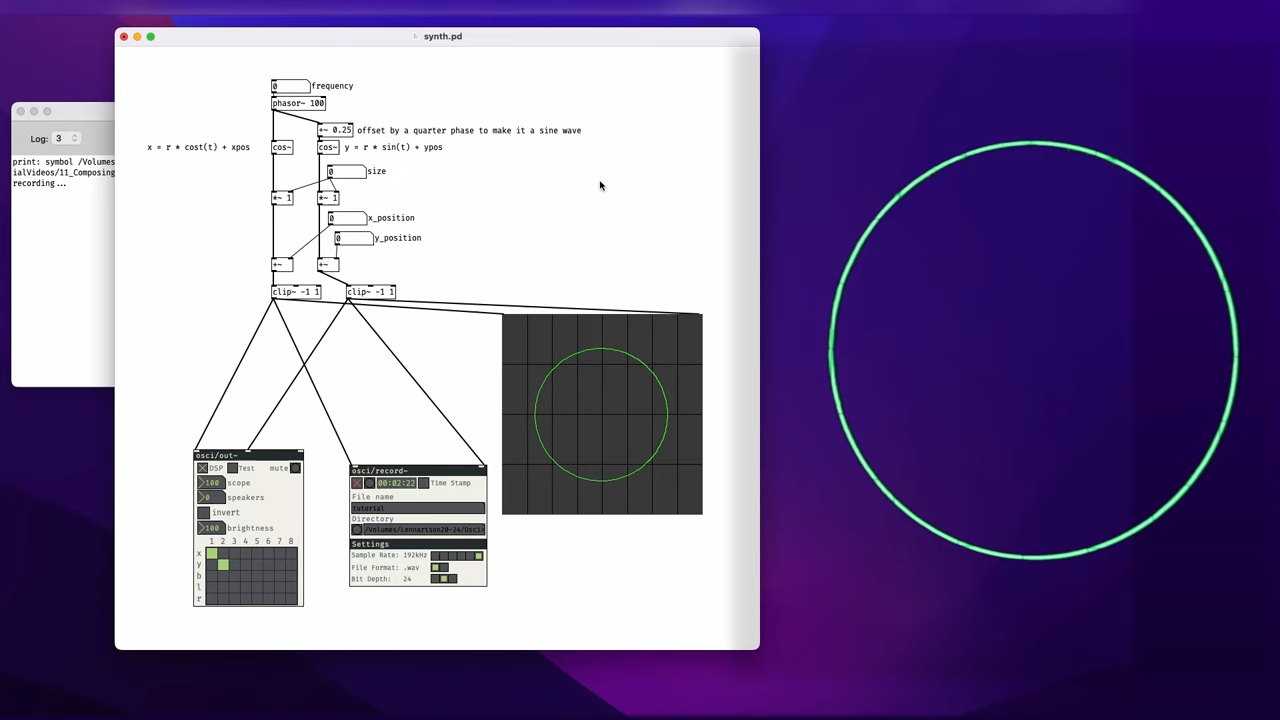 synth.pd
0 frequency
phasor~ 100
+~ 0.25 offset by a quarter phase to make it a sine wave
x = r * cost(t) + xpos cos~ cos~ y = r * sin(t) + ypos
0 size
*~ 1 *~ 1
0 x_position
0 y_position
+~ +~
clip~ -1 1 clip~ -1 1
Log: 3
print: symbol /Volumes
ialVideos/11_Composing
recording...
osci/out~
DSP Test mute
100 scope
0 speakers
invert
100 brightness
1 2 3 4 5 6 7 8
x
y
b
l
r
osci/record~
00:02:22 Time Stamp
File name
tutorial
Directory
/Volumes/Lennartson20-24/Osci
Settings
Sample Rate: 192kHz
File Format: .wav
Bit Depth: 24